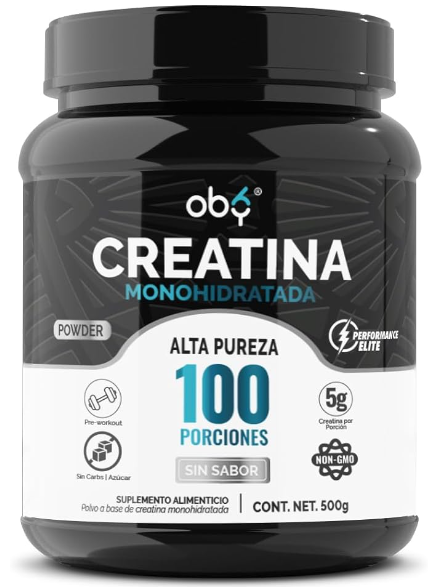 oby®
CREATINA
MONOHIDRATADA
POWDER
PERFORMANCE
ELITE
ALTA PUREZA
100
PORCIONES
SIN SABOR
Pre-workout
Sin Carbs | Azúcar
5g
Creatina por
Porción
NON-GMO
SUPLEMENTO ALIMENTICIO
Polvo a base de creatina monohidratada
CONT. NET. 500g